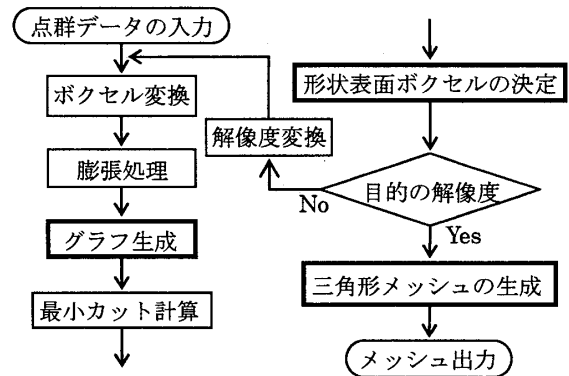 点群データの入力
ボクセル変換
膨張処理
グラフ生成
最小カット計算
形状表面ボクセルの決定
目的の解像度
No
解像度変換
Yes
三角形メッシュの生成
メッシュ出力